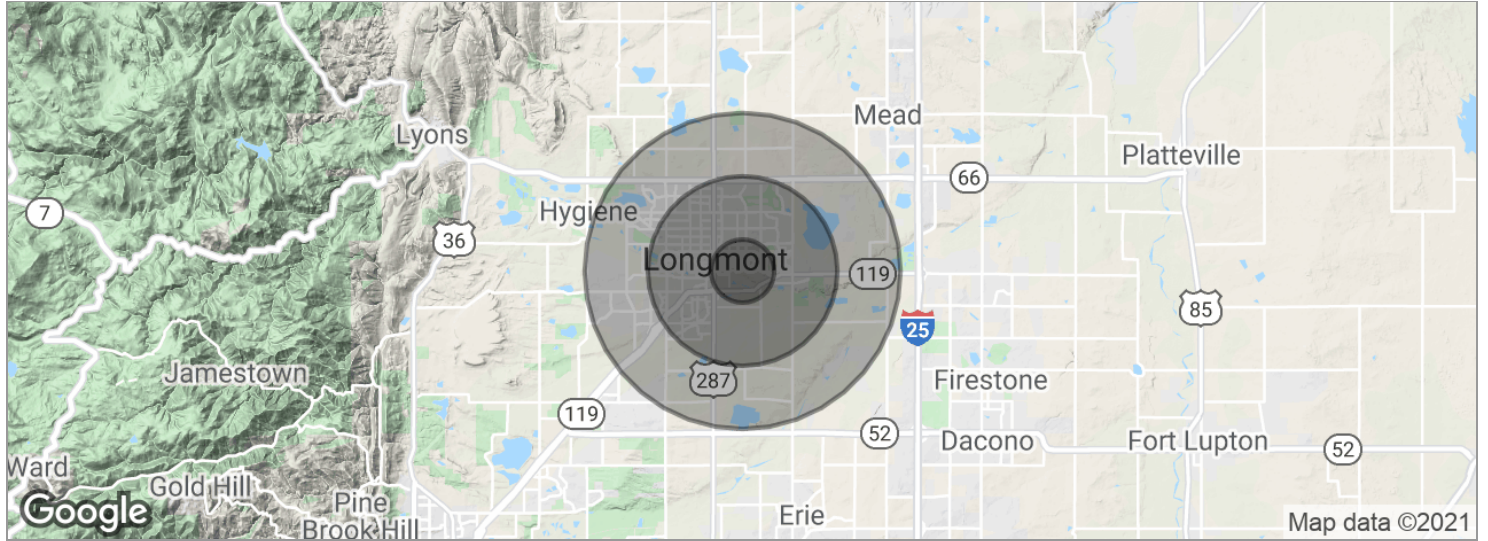 Mead
Lyons
Platteville
66
7
Hygiene
36
Longmont
119
85
25
Jamestown
287
Firestone
119
52
Dacono
Fort Lupton
52
Ward
Gold Hill
Pine
Brook Hill
Erie
Google
Map data ©2021